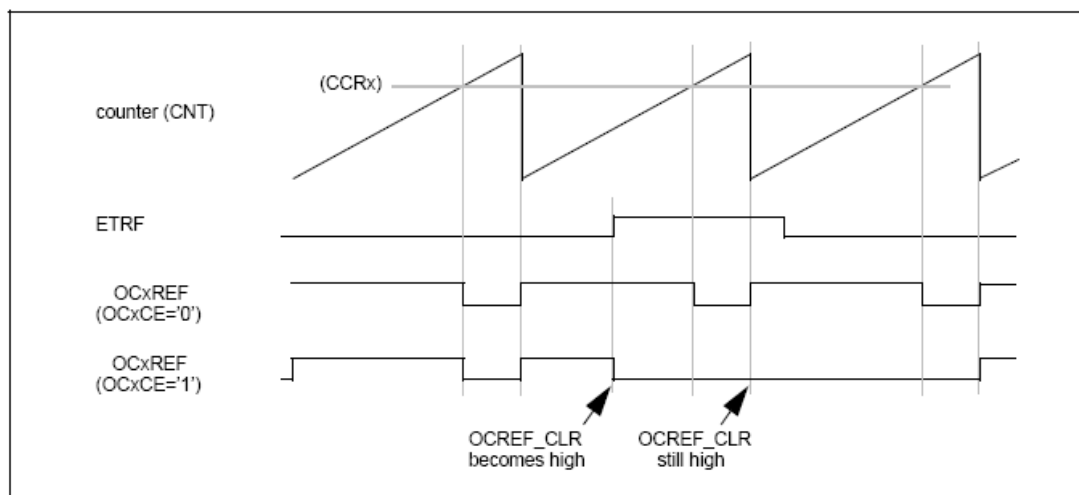 (CCRx)
counter (CNT)
ETRF
OCxREF
(OCxCE='0')
OCxREF
(OCxCE='1')
OCREF_CLR
becomes high
OCREF_CLR
still high